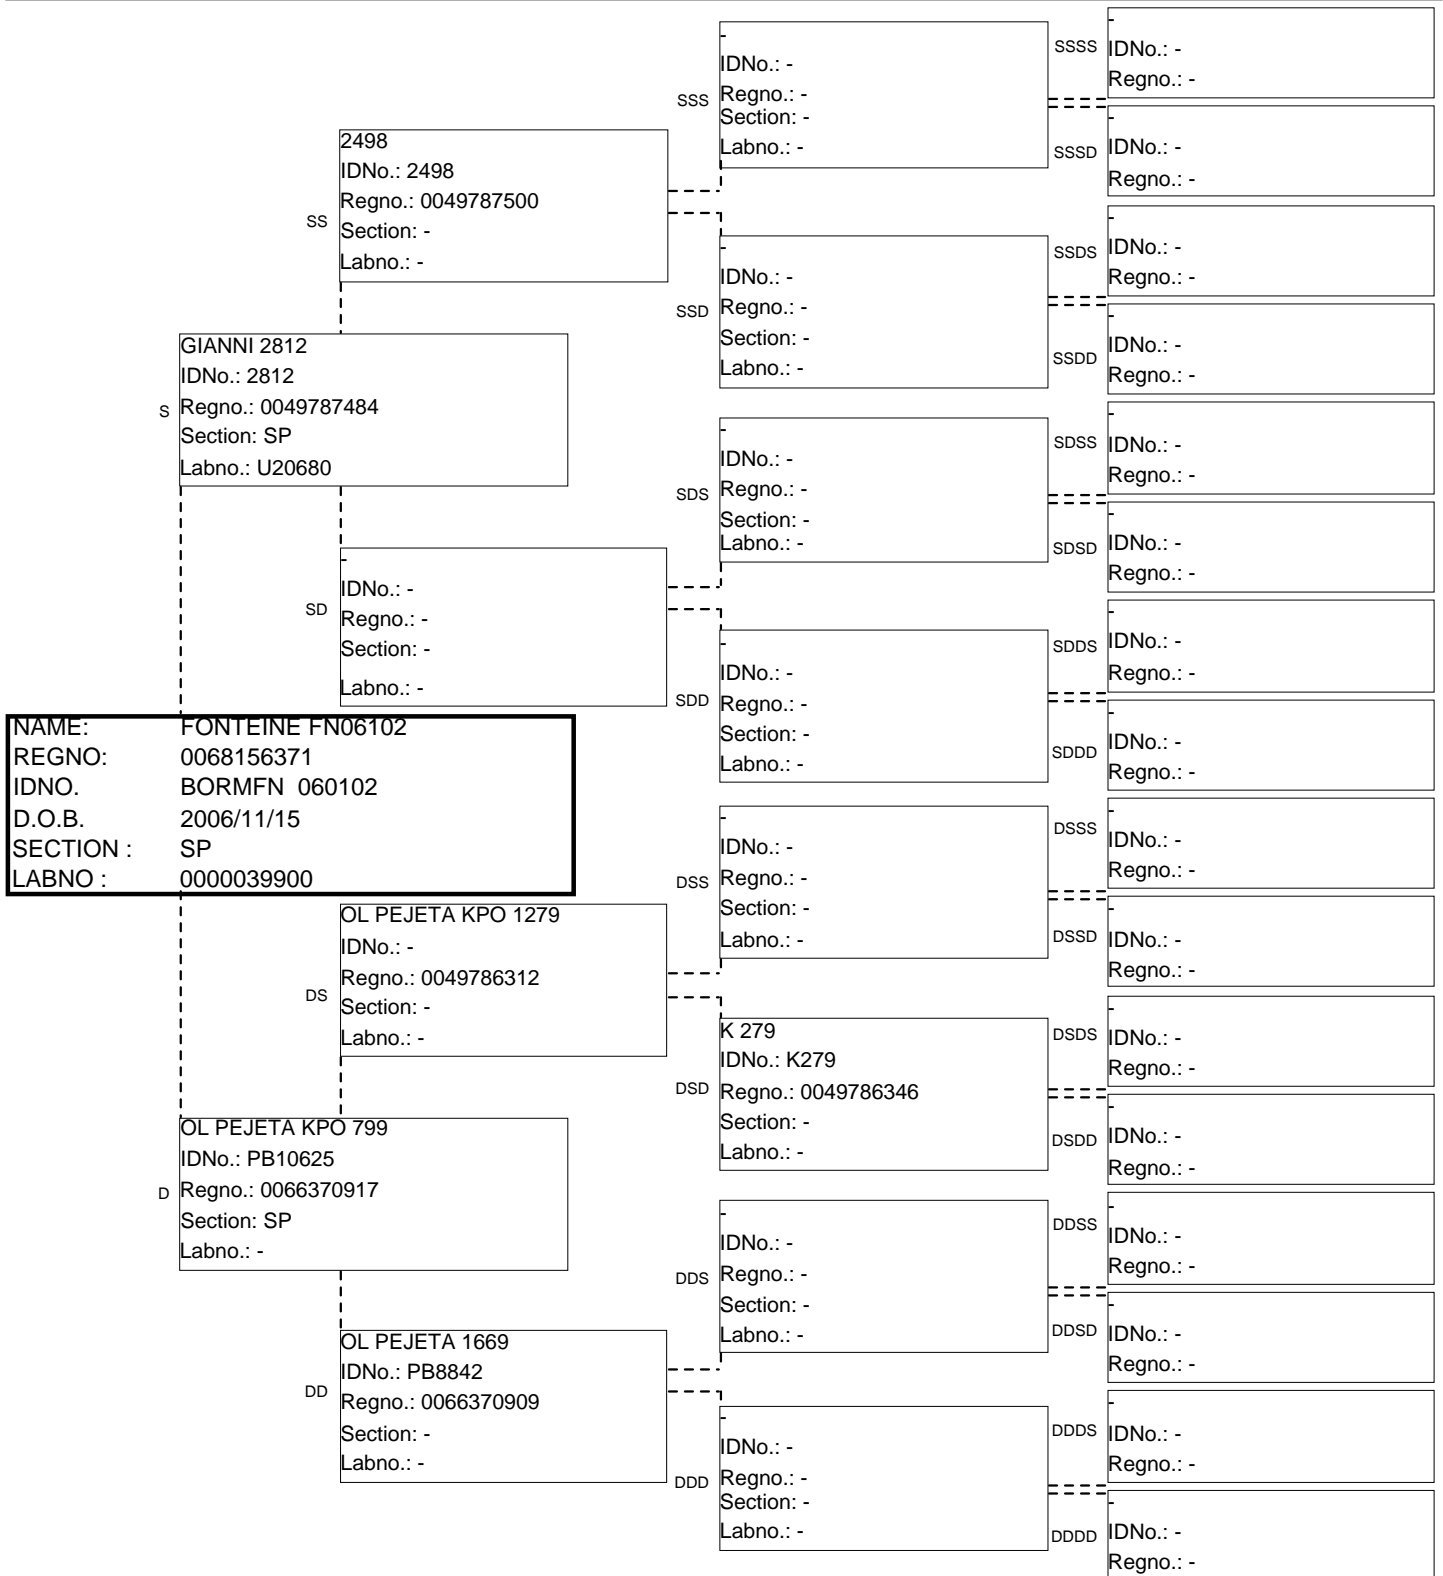 -
IDNo.: -
Regno.: -
SSSS
-
IDNo.: -
Regno.: -
Section: -
Labno.: -
SSS
-
IDNo.: -
Regno.: -
SSSD
2498
IDNo.: 2498
Regno.: 0049787500
Section: -
Labno.: -
SS
-
IDNo.: -
Regno.: -
SSDS
-
IDNo.: -
Regno.: -
Section: -
Labno.: -
SSD
-
IDNo.: -
Regno.: -
SSDD
GIANNI 2812
IDNo.: 2812
Regno.: 0049787484
Section: SP
Labno.: U20680
S
-
IDNo.: -
Regno.: -
SDSS
-
IDNo.: -
Regno.: -
Section: -
Labno.: -
SDS
-
IDNo.: -
Regno.: -
SDSD
-
IDNo.: -
Regno.: -
Section: -
Labno.: -
SD
-
IDNo.: -
Regno.: -
SDDS
-
IDNo.: -
Regno.: -
Section: -
Labno.: -
SDD
-
IDNo.: -
Regno.: -
SDDD
NAME: FONTEINE FN06102
REGNO: 0068156371
IDNO. BORMFN 060102
D.O.B. 2006/11/15
SECTION : SP
LABNO : 0000039900
-
IDNo.: -
Regno.: -
DSSS
-
IDNo.: -
Regno.: -
Section: -
Labno.: -
DSS
-
IDNo.: -
Regno.: -
DSSD
OL PEJETA KPO 1279
IDNo.: -
Regno.: 0049786312
Section: -
Labno.: -
DS
-
IDNo.: -
Regno.: -
DSDS
K 279
IDNo.: K279
Regno.: 0049786346
Section: -
Labno.: -
DSD
-
IDNo.: -
Regno.: -
DSDD
OL PEJETA KPO 799
IDNo.: PB10625
Regno.: 0066370917
Section: SP
Labno.: -
D
-
IDNo.: -
Regno.: -
DDSS
-
IDNo.: -
Regno.: -
Section: -
Labno.: -
DDS
-
IDNo.: -
Regno.: -
DDSD
OL PEJETA 1669
IDNo.: PB8842
Regno.: 0066370909
Section: -
Labno.: -
DD
-
IDNo.: -
Regno.: -
DDDS
-
IDNo.: -
Regno.: -
Section: -
Labno.: -
DDD
-
IDNo.: -
Regno.: -
DDDD